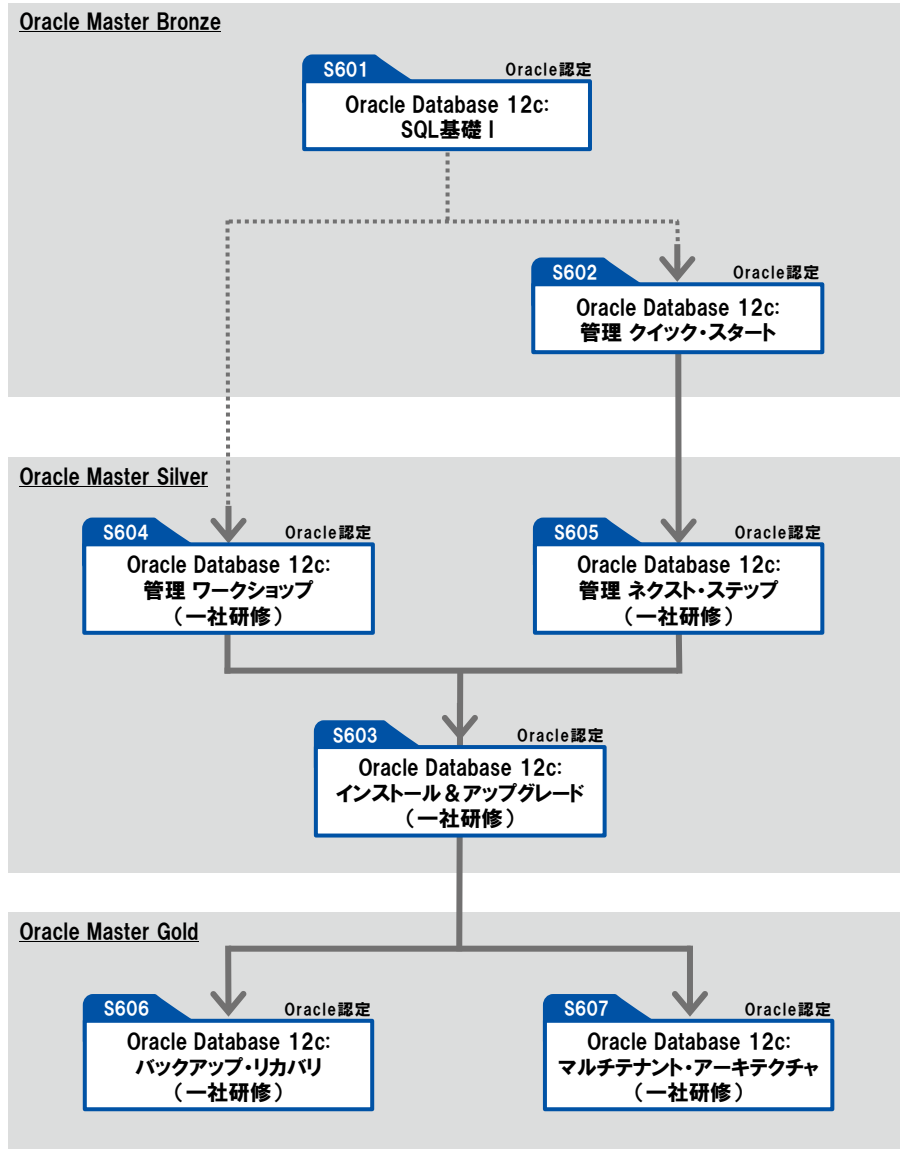 Oracle Master Bronze
S601
Oracle認定
Oracle Database 12c:
SQL基礎Ⅰ
S602
Oracle認定
Oracle Database 12c:
管理 クイック・スタート
Oracle Master Silver
S604
Oracle認定
Oracle Database 12c:
管理 ワークショップ
(一社研修)
S605
Oracle認定
Oracle Database 12c:
管理 ネクスト・ステップ
(一社研修)
S603
Oracle認定
Oracle Database 12c:
インストール&アップグレード
(一社研修)
Oracle Master Gold
S606
Oracle認定
Oracle Database 12c:
バックアップ・リカバリ
(一社研修)
S607
Oracle認定
Oracle Database 12c:
マルチテナント・アーキテクチャ
(一社研修)